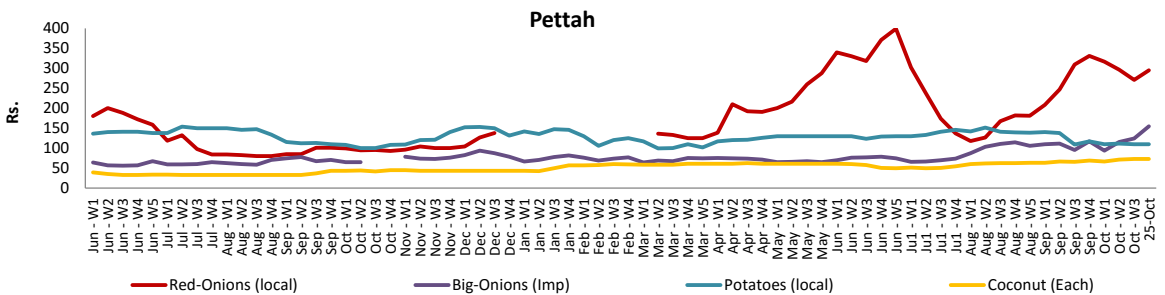 Pettah
400
350
300
250
200
150
100
50
0
Rs.
Jun - W1
Jun - W2
Jun - W3
Jun - W4
Jun - W5
Jul - W1
Jul - W2
Jul - W3
Jul - W4
Aug - W1
Aug - W2
Aug - W3
Aug - W4
Sep - W1
Sep - W2
Sep - W3
Sep - W4
Oct - W1
Oct - W2
Oct - W3
Oct - W4
Nov - W1
Nov - W2
Nov - W3
Nov - W4
Dec - W1
Dec - W2
Dec - W3
Dec - W4
Jan - W1
Jan - W2
Jan - W3
Jan - W4
Feb - W1
Feb - W2
Feb - W3
Feb - W4
Mar - W1
Mar - W2
Mar - W3
Mar - W4
Mar - W5
Apr - W1
Apr - W2
Apr - W3
Apr - W4
May - W1
May - W2
May - W3
May - W4
Jun - W1
Jun - W2
Jun - W3
Jun - W4
Jun - W5
Ju1 - W1
Ju1 - W2
Ju1 - W3
Ju1 - W4
Aug - W1
Aug - W2
Aug - W3
Aug - W4
Aug - W5
Sep - W1
Sep - W2
Sep - W3
Sep - W4
Oct - W1
Oct - W2
Oct - W3
25-Oct
Red-Onions (local)
Big-Onions (Imp)
Potatoes (local)
Coconut (Each)